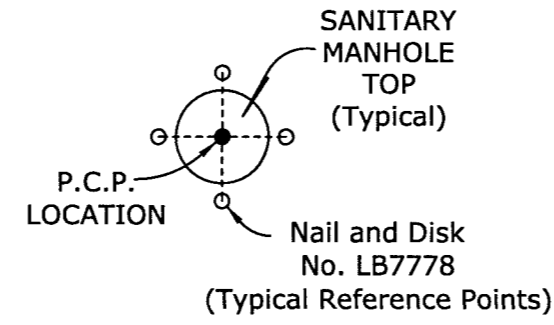 SANITARY
MANHOLE
TOP
(Typical)
P.C.P.
LOCATION
Nail and Disk
No. LB7778
(Typical Reference Points)